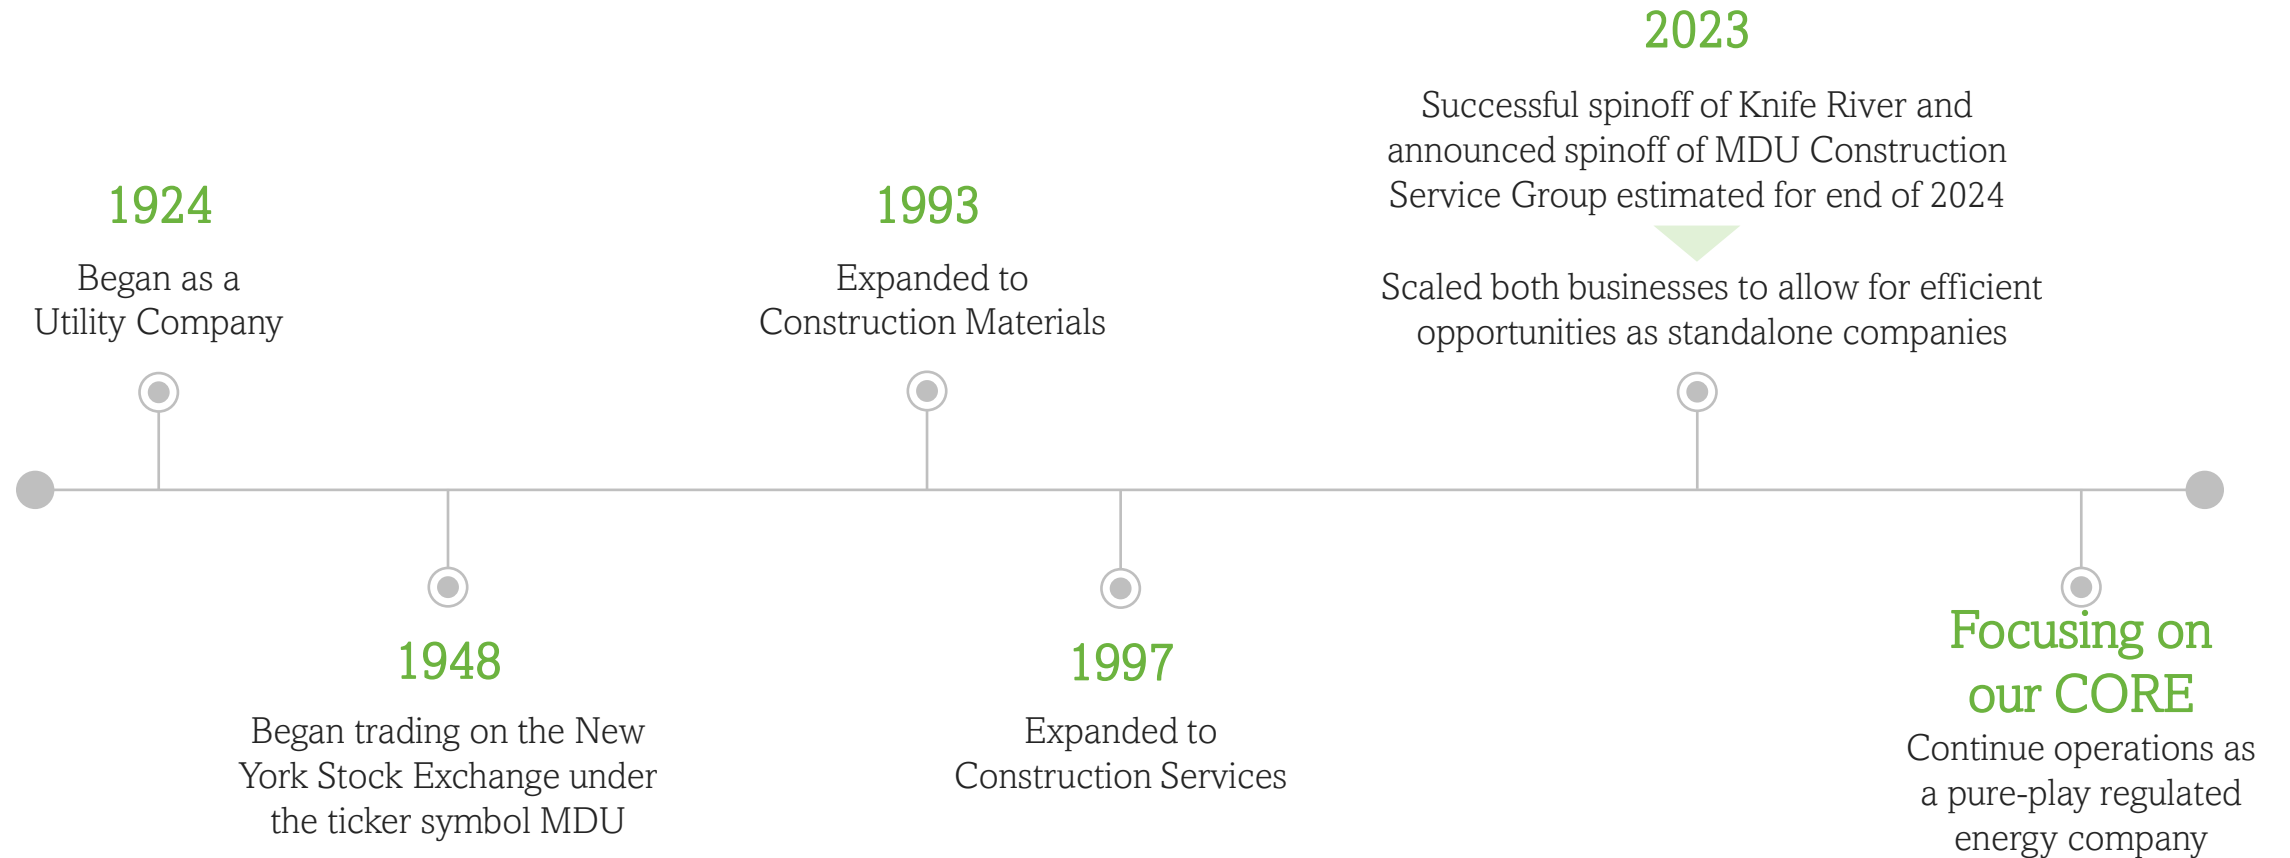 1924
Began as a
Utility Company
1948
Began trading on the New
York Stock Exchange under
the ticker symbol MDU
1993
Expanded to
Construction Materials
1997
Expanded to
Construction Services
2023
Successful spinoff of Knife River and
announced spinoff of MDU Construction
Service Group estimated for end of 2024
Scaled both businesses to allow for efficient
opportunities as standalone companies
Focusing on
our CORE
Continue operations as
a pure-play regulated
energy company